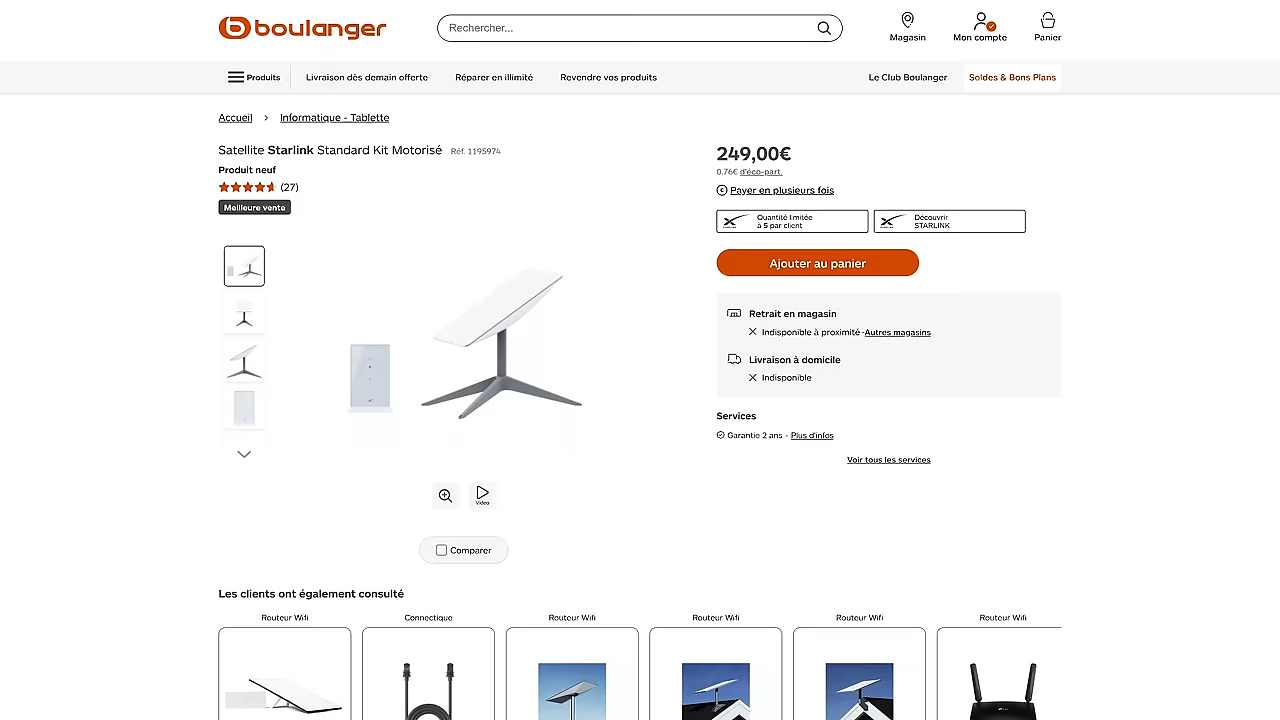 boulanger
Rechercher...
Magasin
Mon compte
Panier
Produits
Livraison dès demain offerte
Réparer en illimité
Revendre vos produits
Le Club Boulanger
Soldes & Bons Plans
Accueil > Informatique - Tablette
Satellite Starlink Standard Kit Motorisé Réf. 1195974
Produit neuf
(27)
Meilleure vente
249,00€
0.76€ d'éco-part.
Payer en plusieurs fois
Quantité limitée
à 5 par client
Découvrir
STARLINK
Ajouter au panier
Retrait en magasin
Indisponible à proximité - Autres magasins
Livraison à domicile
Indisponible
Services
Garantie 2 ans - Plus d'infos
Voir tous les services
Video
Comparer
Les clients ont également consulté
Routeur Wifi
Connectique
Routeur Wifi
Routeur Wifi
Routeur Wifi
Routeur Wifi